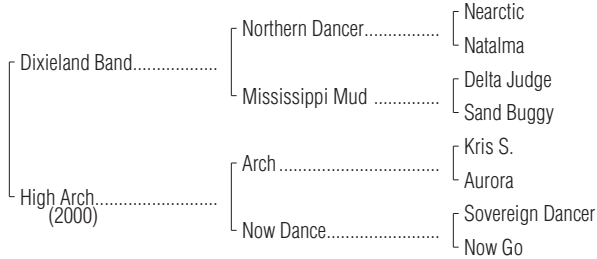 Nearctic
Northern Dancer.................
Natalma
Dixieland Band..................
Delta Judge
Mississippi Mud ...............
Sand Buggy
Kris S.
Arch....................................
Aurora
High Arch...........................
(2000)
Sovereign Dancer
Now Dance.........................
Now Go